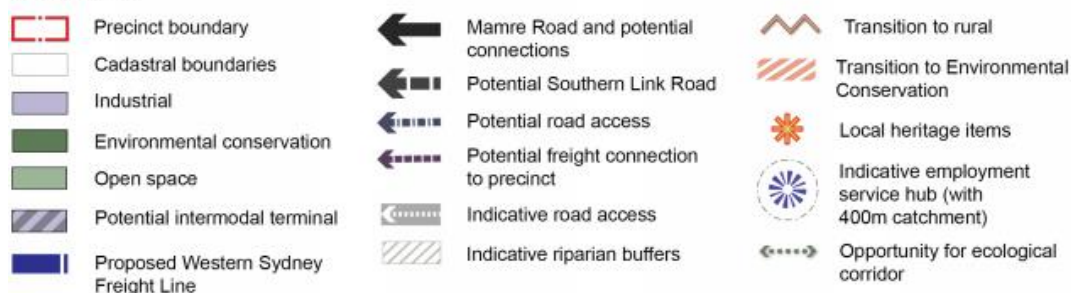 Precinct boundary
Cadastral boundaries
Industrial
Environmental conservation
Open space
Potential intermodal terminal
Proposed Western Sydney
Freight Line
Mamre Road and potential
connections
Potential Southern Link Road
Potential road access
Potential freight connection
to precinct
Indicative road access
Indicative riparian buffers
Transition to rural
Transition to Environmental
Conservation
Local heritage items
Indicative employment
service hub (with
400m catchment)
Opportunity for ecological
corridor